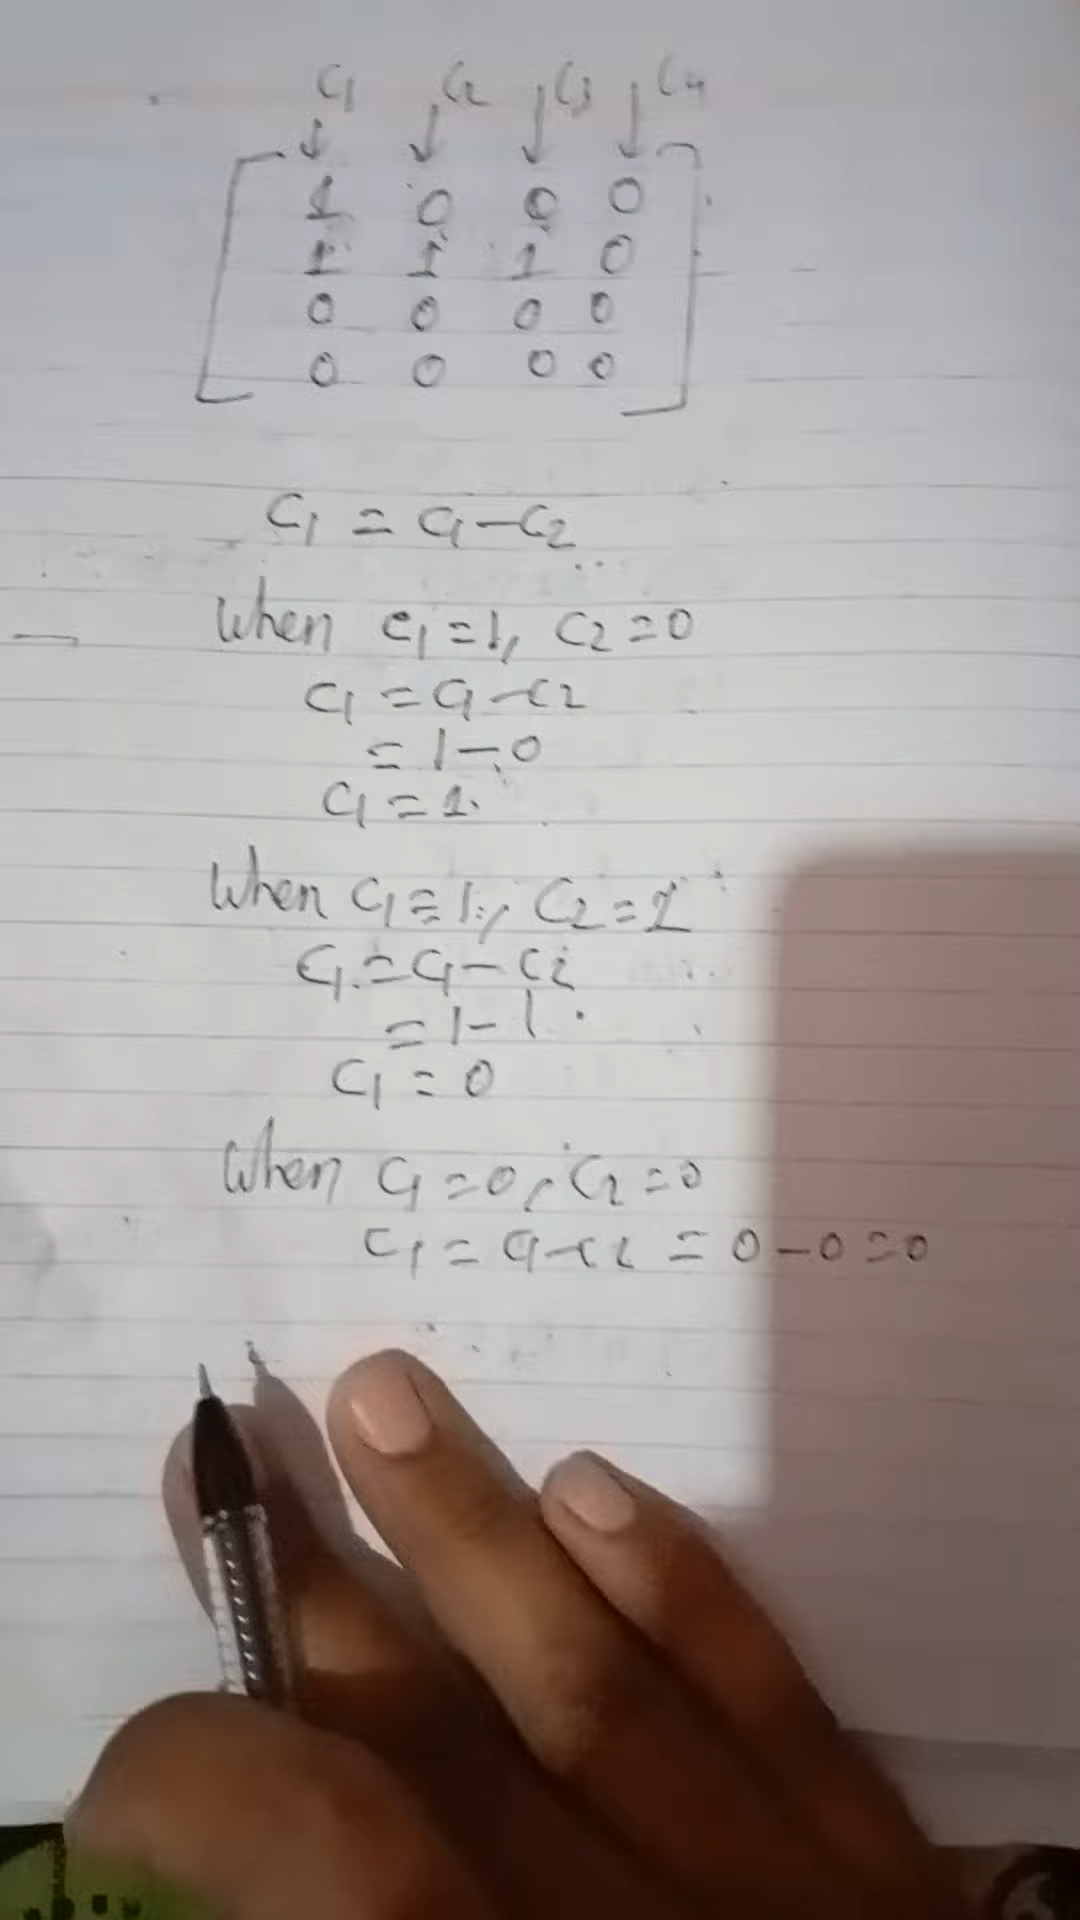 C1 C2 C3 C4
1 0 0 0
1 1 1 0
0 0 0 0
0 0 0 0
C1 = C1 - C2
When C1 = 1, C2 = 0
C1 = C1 - C2
= 1 - 0
C1 = 1.
When C1 = 1, C2 = 1
C1 = C1 - C2
= 1 - 1
C1 = 0
When C1 = 0, C2 = 0
C1 = C1 - C2 = 0 - 0 = 0